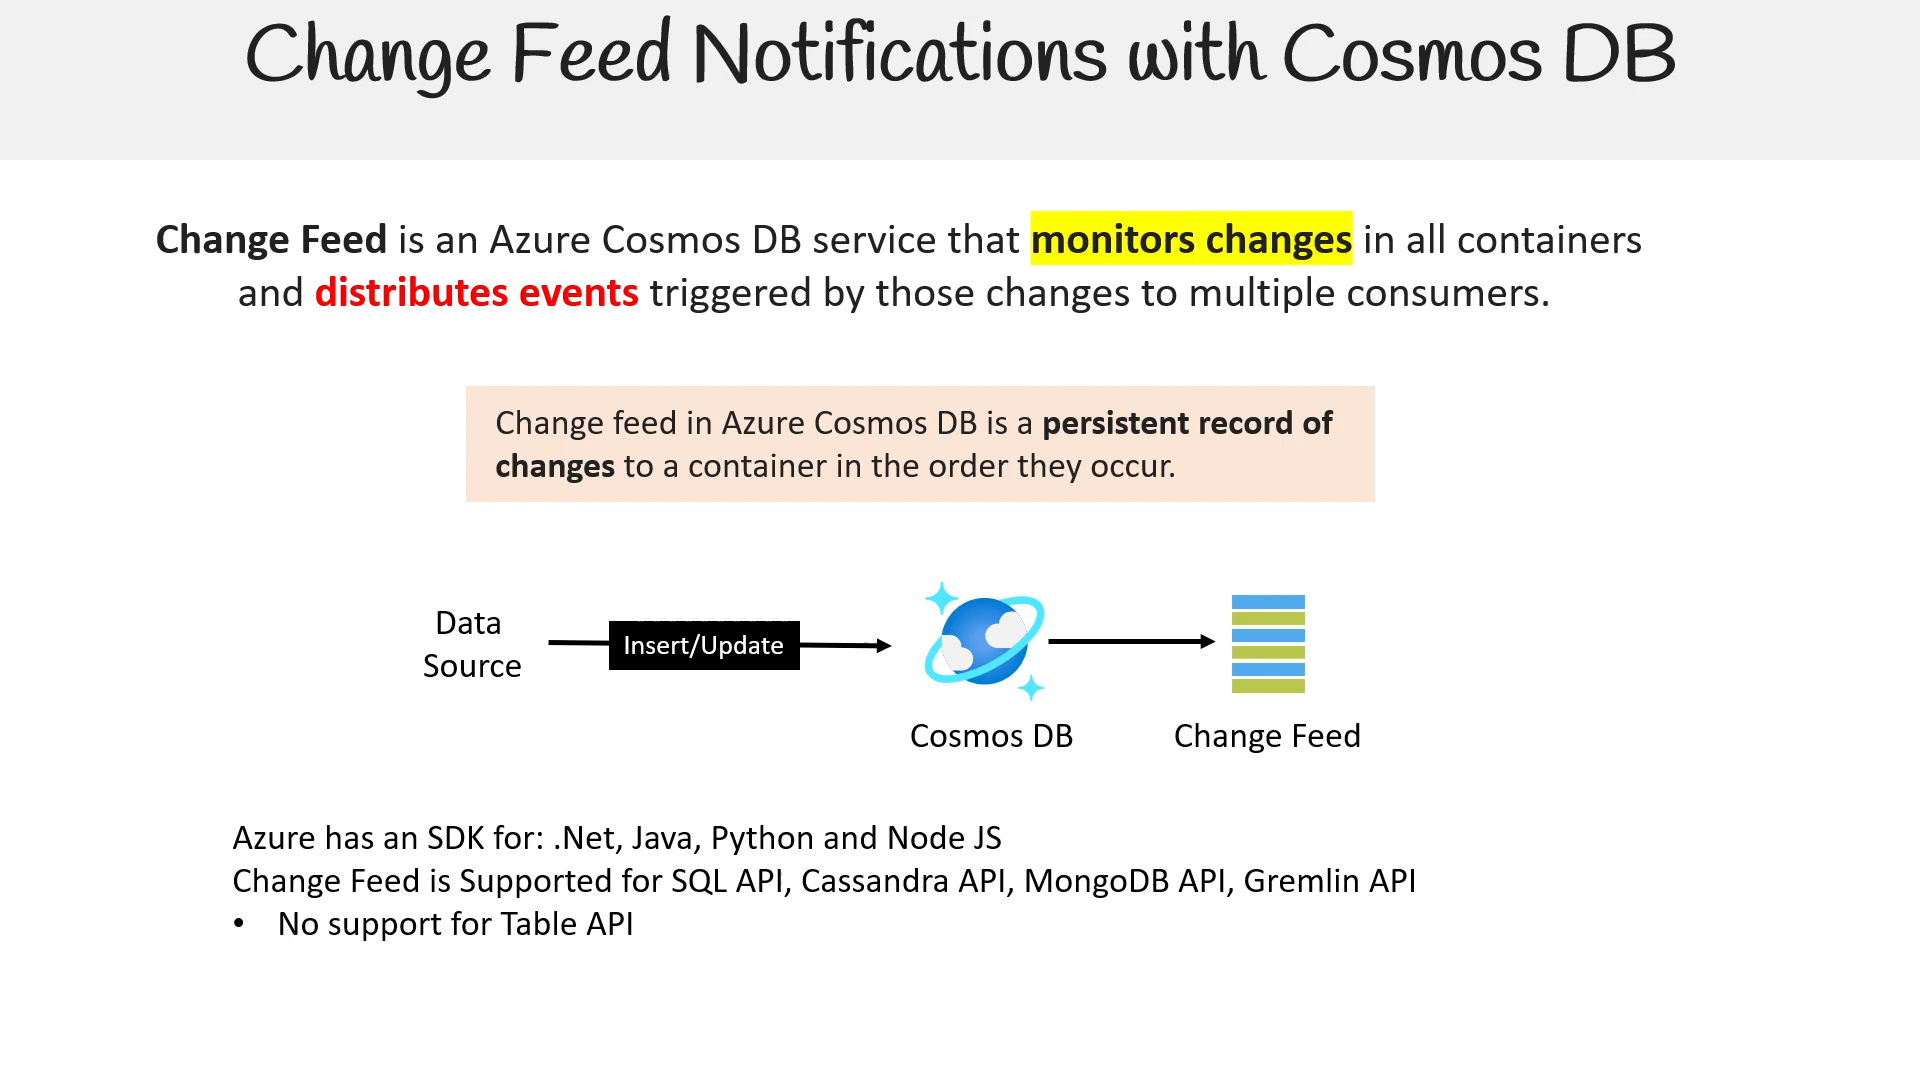 Change Feed Notifications with Cosmos DB
Change Feed is an Azure Cosmos DB service that monitors changes in all containers
and distributes events triggered by those changes to multiple consumers.
Change feed in Azure Cosmos DB is a persistent record of
changes to a container in the order they occur.
Data
Source
Insert/Update
Cosmos DB
Change Feed
Azure has an SDK for: .Net, Java, Python and Node JS
Change Feed is Supported for SQL API, Cassandra API, MongoDB API, Gremlin API
• No support for Table API